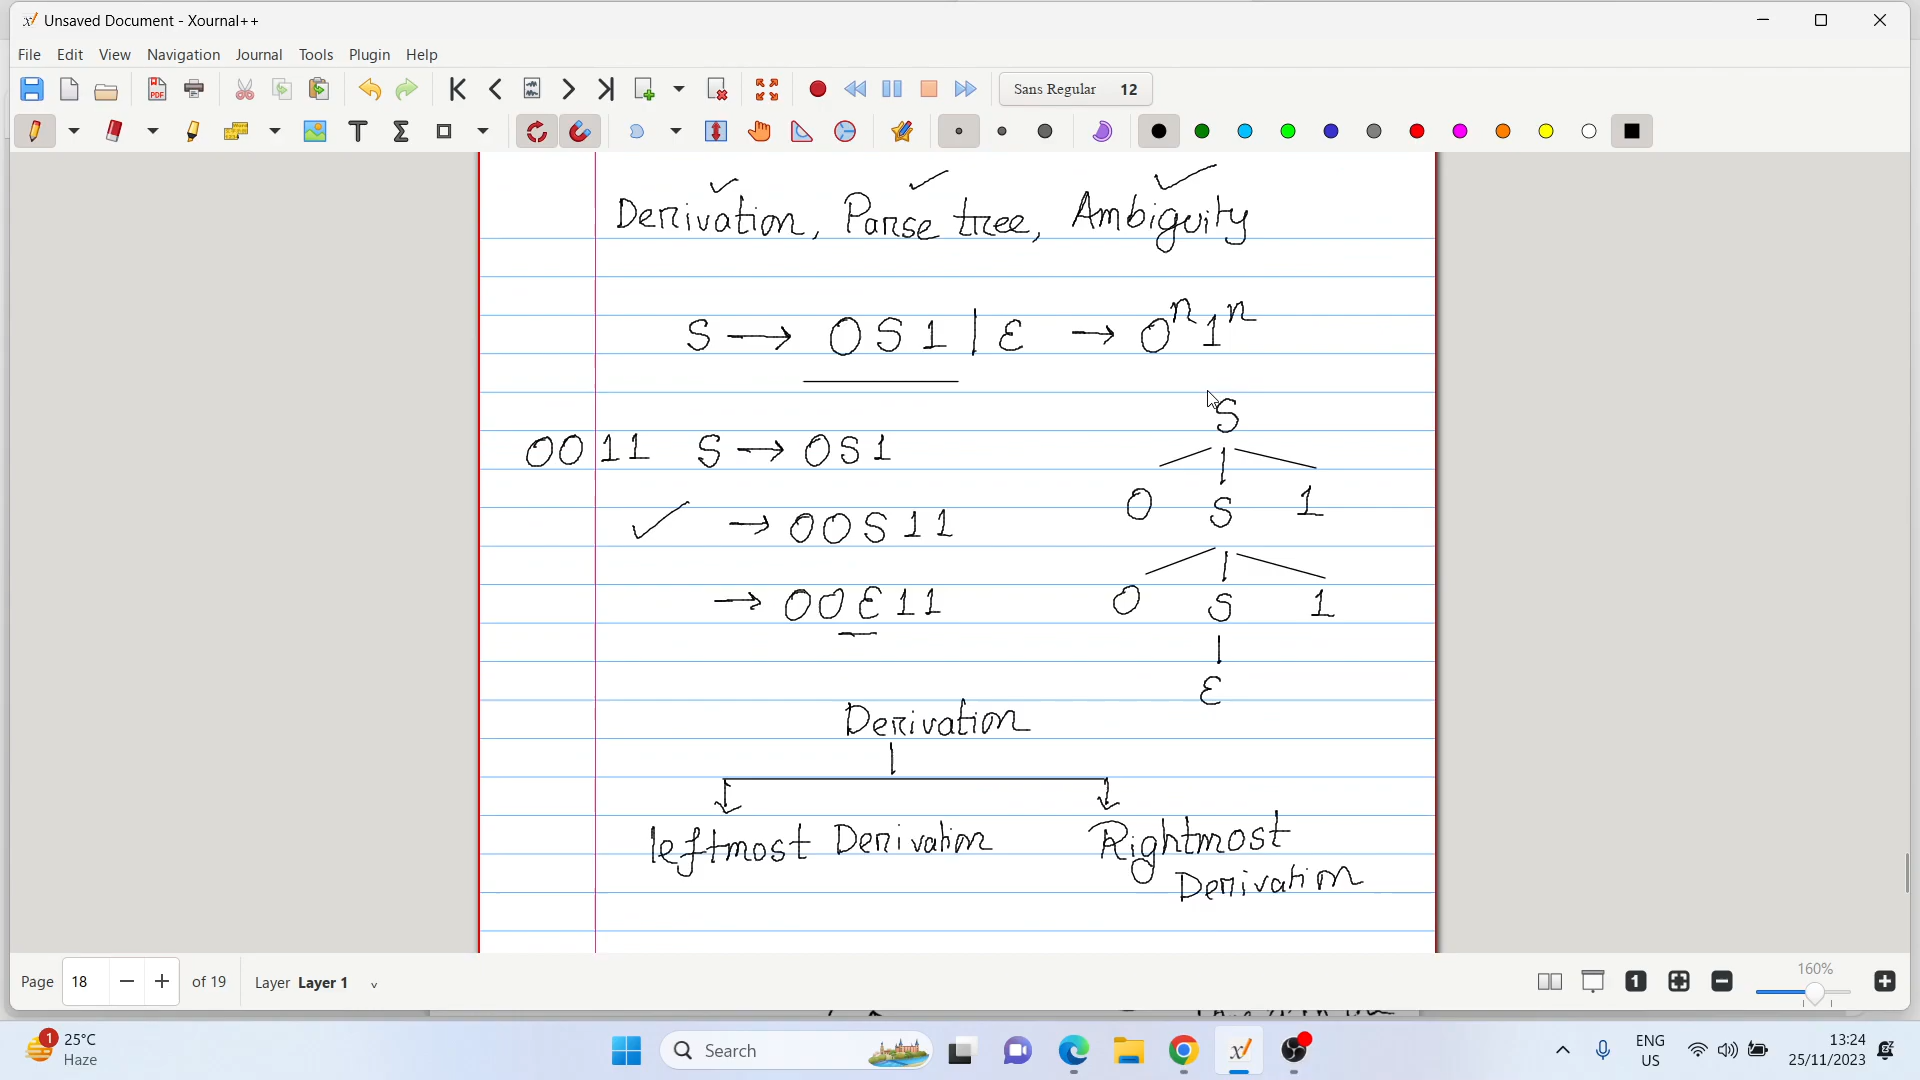 Unsaved Document - Xournal++
File Edit View Navigation Journal Tools Plugin Help
Sans Regular 12
Derivation, Parse tree, Ambiguity
S → 0S1 | ε → 0ⁿ1ⁿ
S
0011 S → 0S1
0 S 1
→ 00S11
→ 00ε11
0 S 1
ε
Derivation
leftmost Derivation
Rightmost
Derivation
Page 18 of 19 Layer Layer 1
160%
1
1
25°C
Haze
Search
ENG
US
13:24
25/11/2023